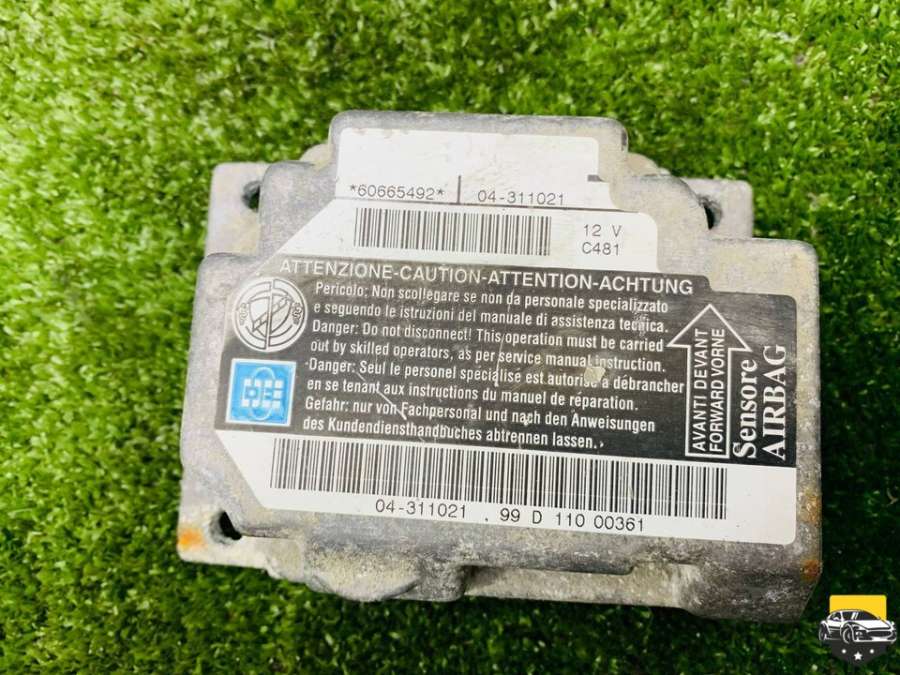 *60665492*
04-311021
12 V
C481
ATTENZIONE-CAUTION-ATTENTION-ACHTUNG
Pericolo: Non scollegare se non da personale specializzato
e seguendo le istruzioni del manuale di assistenza tecnica.
Danger: Do not disconnect! This operation must be carried
out by skilled operators, as per service manual instruction.
Danger: Seul le personel spécialise est autorisé a débrancher
en se tenant aux instructions du manuel de réparation.
Gefahr: nur von Fachpersonal und nach den Anweisungen
des Kundendiensthandbuches abtrennen lassen.
AVANTI DEVANT
FORWARD VORNE
Sensore
AIRBAG
04-311021 . 99 D 110 00361